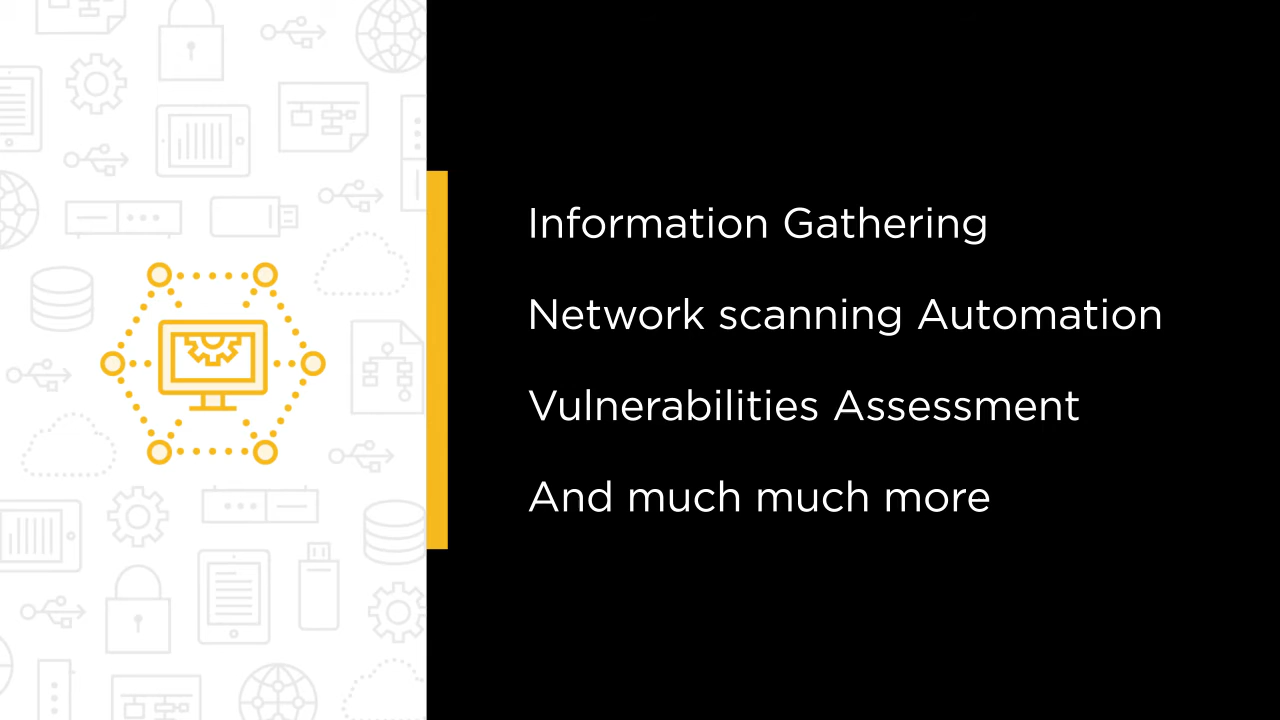 Information Gathering
Network scanning Automation
Vulnerabilities Assessment
And much much more